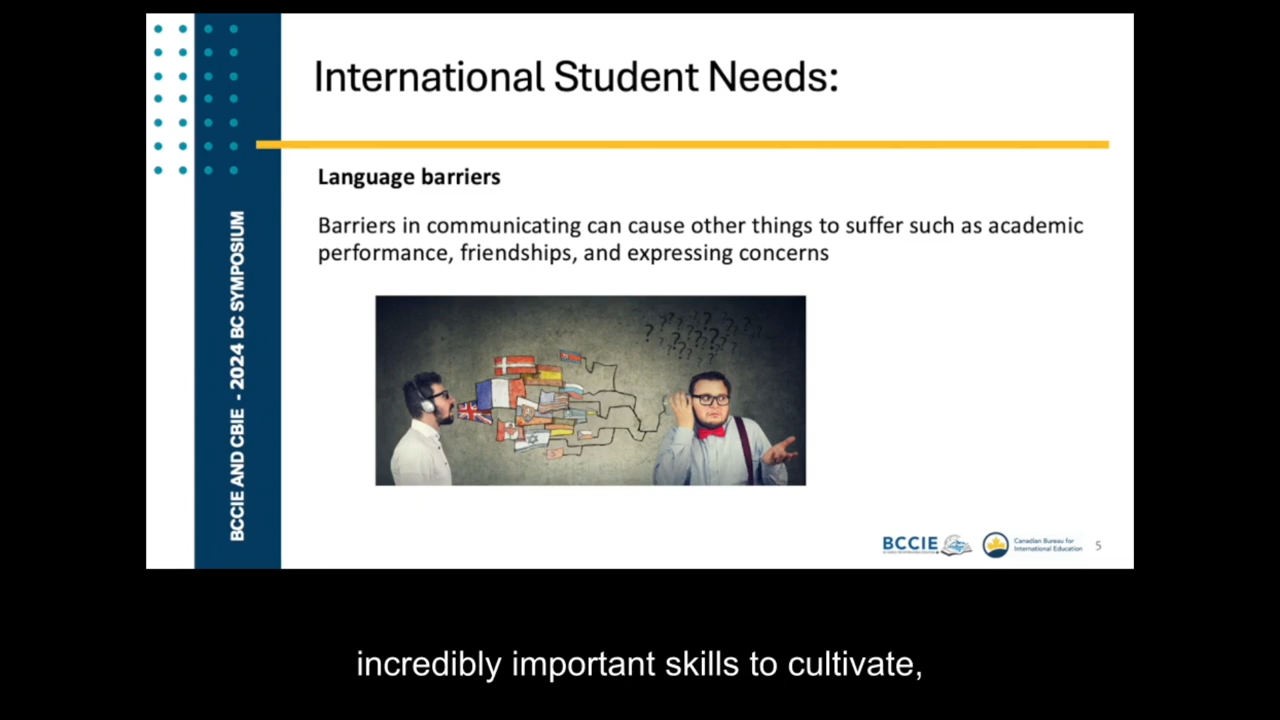 International Student Needs:
Language barriers
Barriers in communicating can cause other things to suffer such as academic
performance, friendships, and expressing concerns
BCCIE AND CBIE - 2024 BC SYMPOSIUM
? ? ? ? ? ? ? ? ? ? ? ?
BCCIE
Canadian Bureau for
International Education
5
incredibly important skills to cultivate,